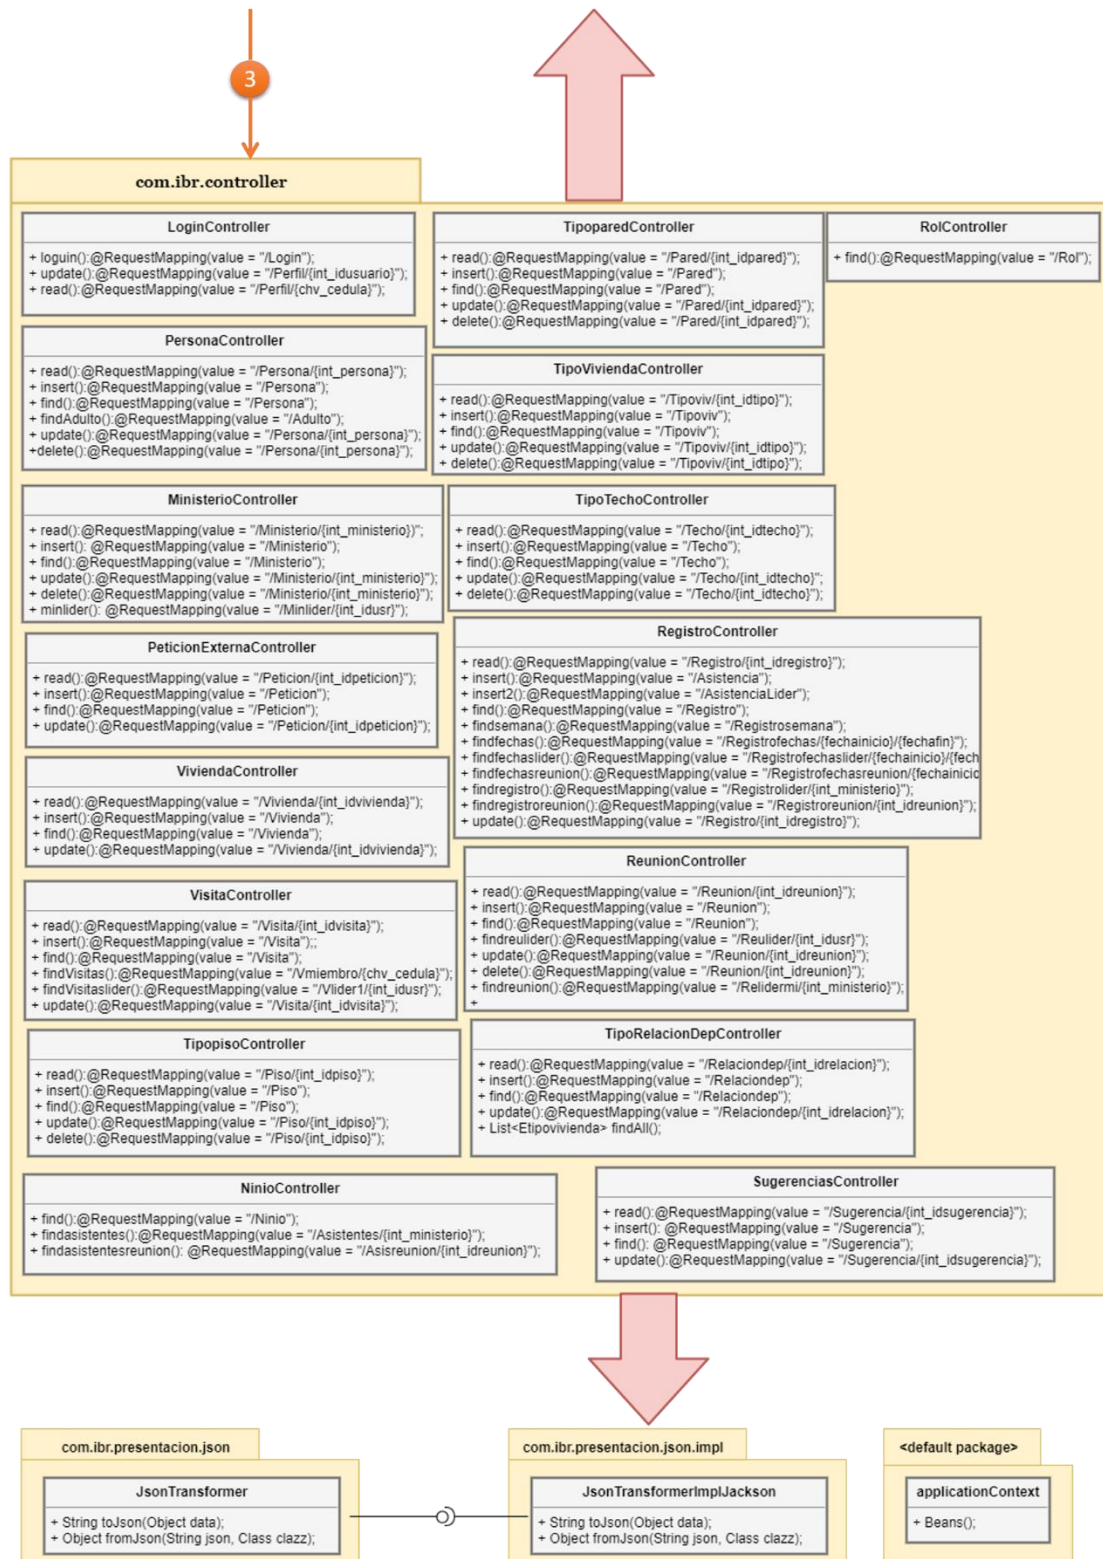 3
com.ibr.controller
LoginController
+ loguin():@RequestMapping(value = "/Login");
+ update():@RequestMapping(value = "/Perfil/{int_idusuario}");
+ read():@RequestMapping(value = "/Perfil/{chv_cedula}");
TipoparedController
+ read():@RequestMapping(value = "/Pared/{int_idpared}");
+ insert():@RequestMapping(value = "/Pared");
+ find():@RequestMapping(value = "/Pared");
+ update():@RequestMapping(value = "/Pared/{int_idpared}");
+ delete():@RequestMapping(value = "/Pared/{int_idpared}");
RolController
+ find():@RequestMapping(value = "/Rol");
PersonaController
+ read():@RequestMapping(value = "/Persona/{int_persona}");
+ insert():@RequestMapping(value = "/Persona");
+ find():@RequestMapping(value = "/Persona");
+ findAdulto():@RequestMapping(value = "/Adulto");
+ update():@RequestMapping(value = "/Persona/{int_persona}");
+delete():@RequestMapping(value = "/Persona/{int_persona}");
TipoViviendaController
+ read():@RequestMapping(value = "/Tipoviv/{int_idtipo}");
+ insert():@RequestMapping(value = "/Tipoviv");
+ find():@RequestMapping(value = "/Tipoviv");
+ update():@RequestMapping(value = "/Tipoviv/{int_idtipo}");
+ delete():@RequestMapping(value = "/Tipoviv/{int_idtipo}");
MinisterioController
+ read():@RequestMapping(value = "/Ministerio/{int_ministerio})";
+ insert(): @RequestMapping(value = "/Ministerio");
+ find():@RequestMapping(value = "/Ministerio");
+ update():@RequestMapping(value = "/Ministerio/{int_ministerio}");
+ delete():@RequestMapping(value = "/Ministerio/{int_ministerio}");
+ minlider(): @RequestMapping(value = "/Minlider/{int_idusr}");
TipoTechoController
+ read():@RequestMapping(value = "/Techo/{int_idtecho}");
+ insert():@RequestMapping(value = "/Techo");
+ find():@RequestMapping(value = "/Techo");
+ update():@RequestMapping(value = "/Techo/{int_idtecho}";
+ delete():@RequestMapping(value = "/Techo/{int_idtecho}");
PeticionExternaController
+ read():@RequestMapping(value = "/Peticion/{int_idpeticion}");
+ insert():@RequestMapping(value = "/Peticion");
+ find():@RequestMapping(value = "/Peticion");
+ update():@RequestMapping(value = "/Peticion/{int_idpeticion}");
RegistroController
+ read():@RequestMapping(value = "/Registro/{int_idregistro}");
+ insert():@RequestMapping(value = "/Asistencia");
+ insert2():@RequestMapping(value = "/AsistenciaLider");
+ find():@RequestMapping(value = "/Registro");
+ findsemana():@RequestMapping(value = "/Registrosemana");
+ findfechas():@RequestMapping(value = "/Registrofechas/{fechainicio}/{fechafin}");
+ findfechaslider():@RequestMapping(value = "/Registrofechaslider/{fechainicio}/{fech
+ findfechasreunion():@RequestMapping(value = "/Registrofechasreunion/{fechainicio
+ findregistro():@RequestMapping(value = "/Registrolider/{int_ministerio}");
+ findregistroreunion():@RequestMapping(value = "/Registroreunion/{int_idreunion}");
+ update():@RequestMapping(value = "/Registro/{int_idregistro}");
ViviendaController
+ read():@RequestMapping(value = "/Vivienda/{int_idvivienda}");
+ insert():@RequestMapping(value = "/Vivienda");
+ find():@RequestMapping(value = "/Vivienda");
+ update():@RequestMapping(value = "/Vivienda/{int_idvivienda}");
ReunionController
+ read():@RequestMapping(value = "/Reunion/{int_idreunion}");
+ insert():@RequestMapping(value = "/Reunion");
+ find():@RequestMapping(value = "/Reunion");
+ findreulider():@RequestMapping(value = "/Reulider/{int_idusr}");
+ update():@RequestMapping(value = "/Reunion/{int_idreunion}");
+ delete():@RequestMapping(value = "/Reunion/{int_idreunion}");
+ findreunion():@RequestMapping(value = "/Relidermi/{int_ministerio}");
+
VisitaController
+ read():@RequestMapping(value = "/Visita/{int_idvisita}");
+ insert():@RequestMapping(value = "/Visita");;
+ find():@RequestMapping(value = "/Visita");
+ findVisitas():@RequestMapping(value = "/Vmiembro/{chv_cedula}");
+ findVisitaslider():@RequestMapping(value = "/Vlider1/{int_idusr}");
+ update():@RequestMapping(value = "/Visita/{int_idvisita}");
TipoRelacionDepController
+ read():@RequestMapping(value = "/Relaciondep/{int_idrelacion}");
+ insert():@RequestMapping(value = "/Relaciondep");
+ find():@RequestMapping(value = "/Relaciondep");
+ update():@RequestMapping(value = "/Relaciondep/{int_idrelacion}");
+ List<Etipovivienda> findAll();
TipopisoController
+ read():@RequestMapping(value = "/Piso/{int_idpiso}");
+ insert():@RequestMapping(value = "/Piso");
+ find():@RequestMapping(value = "/Piso");
+ update():@RequestMapping(value = "/Piso/{int_idpiso}");
+ delete():@RequestMapping(value = "/Piso/{int_idpiso}");
NinioController
+ find():@RequestMapping(value = "/Ninio");
+ findasistentes():@RequestMapping(value = "/Asistentes/{int_ministerio}");
+ findasistentesreunion(): @RequestMapping(value = "/Asisreunion/{int_idreunion}");
SugerenciasController
+ read():@RequestMapping(value = "/Sugerencia/{int_idsugerencia}");
+ insert(): @RequestMapping(value = "/Sugerencia");
+ find(): @RequestMapping(value = "/Sugerencia");
+ update():@RequestMapping(value = "/Sugerencia/{int_idsugerencia}");
com.ibr.presentacion.json
JsonTransformer
+ String toJson(Object data);
+ Object fromJson(String json, Class clazz);
com.ibr.presentacion.json.impl
JsonTransformerImplJackson
+ String toJson(Object data);
+ Object fromJson(String json, Class clazz);
<default package>
applicationContext
+ Beans();